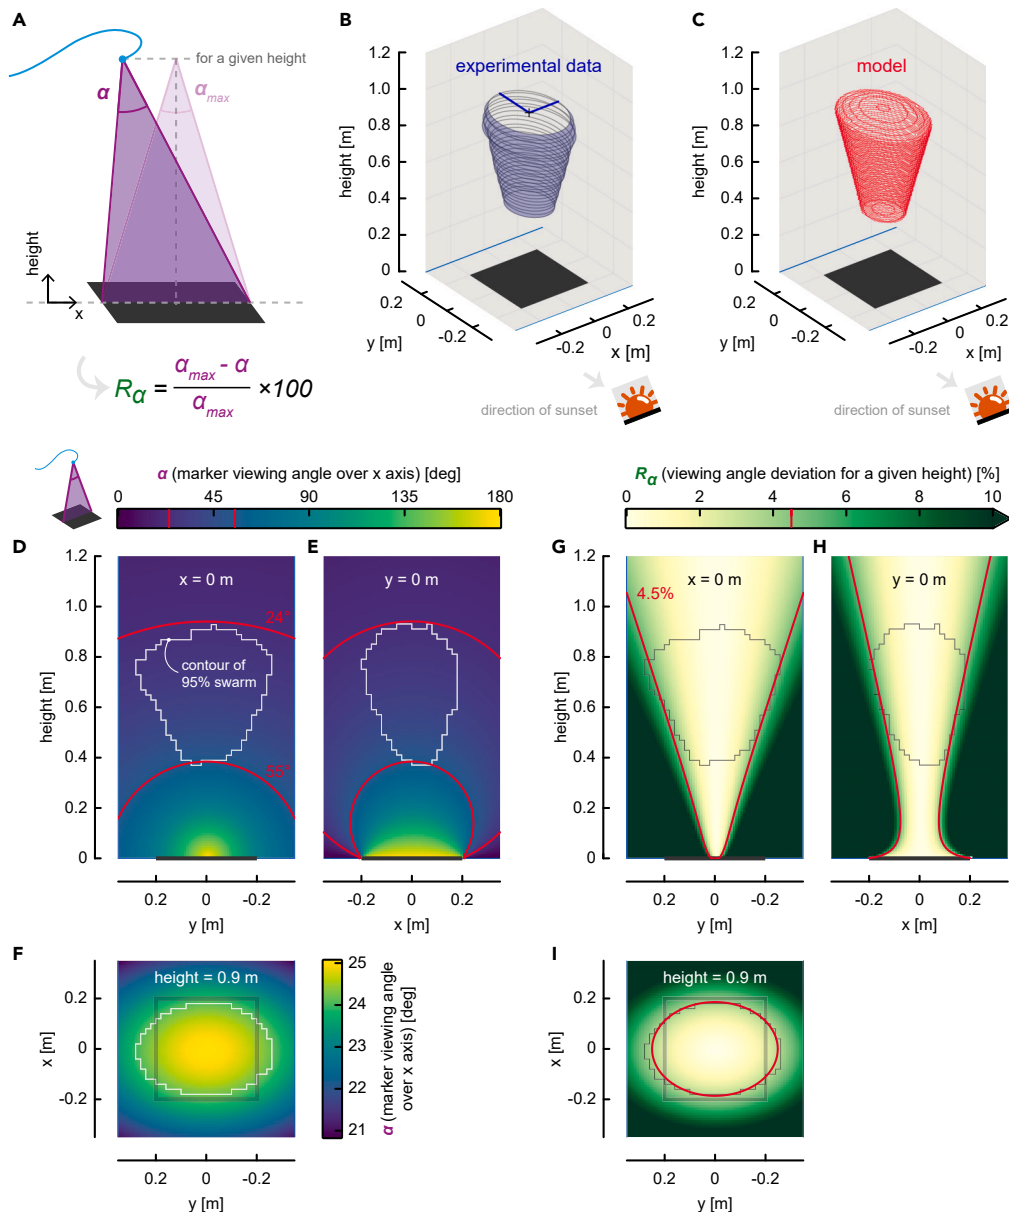 A
for a given height
α
α max
height
x
Rα = αmax - α / αmax ×100
B
experimental data
height [m]
1.2
1.0
0.8
0.6
0.4
0.2
0
0.2
0
-0.2
y [m]
-0.2
0
0.2
x [m]
direction of sunset
C
model
height [m]
1.2
1.0
0.8
0.6
0.4
0.2
0
0.2
0
-0.2
y [m]
-0.2
0
0.2
x [m]
direction of sunset
α (marker viewing angle over x axis) [deg]
0 45 90 135 180
Rα (viewing angle deviation for a given height) [%]
0 2 4 6 8 10
D
x = 0 m
24°
contour of
95% swarm
55°
height [m]
1.2
1.0
0.8
0.6
0.4
0.2
0
0.2 0 -0.2
y [m]
E
y = 0 m
-0.2 0 0.2
x [m]
G
x = 0 m
4.5%
height [m]
1.2
1.0
0.8
0.6
0.4
0.2
0
0.2 0 -0.2
y [m]
H
y = 0 m
-0.2 0 0.2
x [m]
F
height = 0.9 m
x [m]
0.2
0
-0.2
0.2 0 -0.2
y [m]
25
24
23
22
21
α (marker viewing angle
over x axis) [deg]
I
height = 0.9 m
x [m]
0.2
0
-0.2
0.2 0 -0.2
y [m]